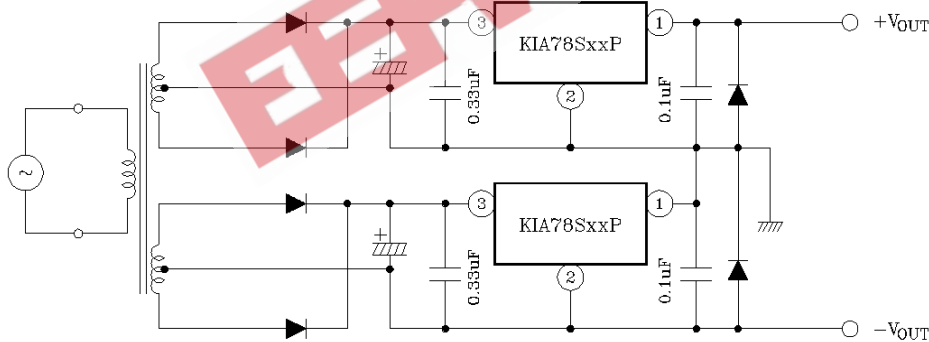 3
KIA78SxxP
1
+VOUT
+
2
0.33uF
0.1uF
~
3
KIA78SxxP
1
+
2
0.33uF
0.1uF
−VOUT